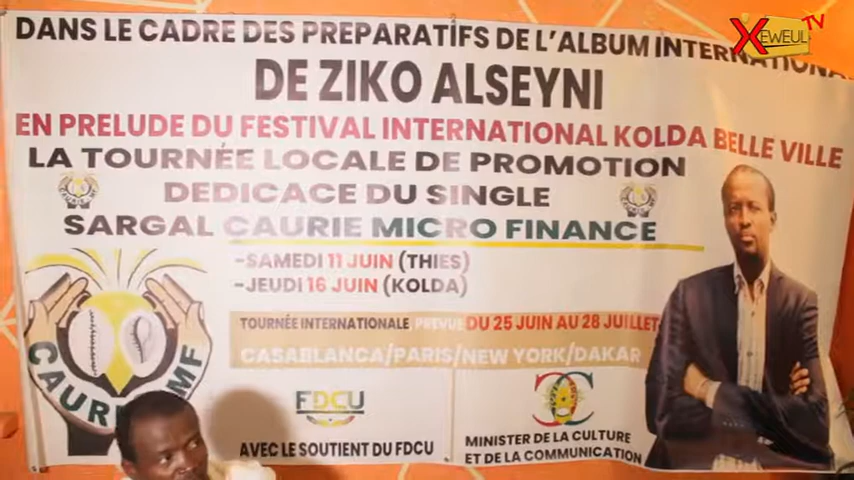 XEWEUL TV
DANS LE CADRE DES PREPARATIFS DE L'ALBUM INTERNATIONAL
DE ZIKO ALSEYNI
EN PRELUDE DU FESTIVAL INTERNATIONAL KOLDA BELLE VILLE
LA TOURNÉE LOCALE DE PROMOTION
DEDICACE DU SINGLE
SARGAL CAURIE MICRO FINANCE
-SAMEDI 11 JUIN (THIES)
-JEUDI 16 JUIN (KOLDA)
TOURNÉE INTERNATIONALE PREVUE DU 25 JUIN AU 28 JUILLET
CASABLANCA/PARIS/NEW YORK/DAKAR
CAURIE MF
FDCU
AVEC LE SOUTIENT DU FDCU
MINISTER DE LA CULTURE
ET DE LA COMMUNICATION